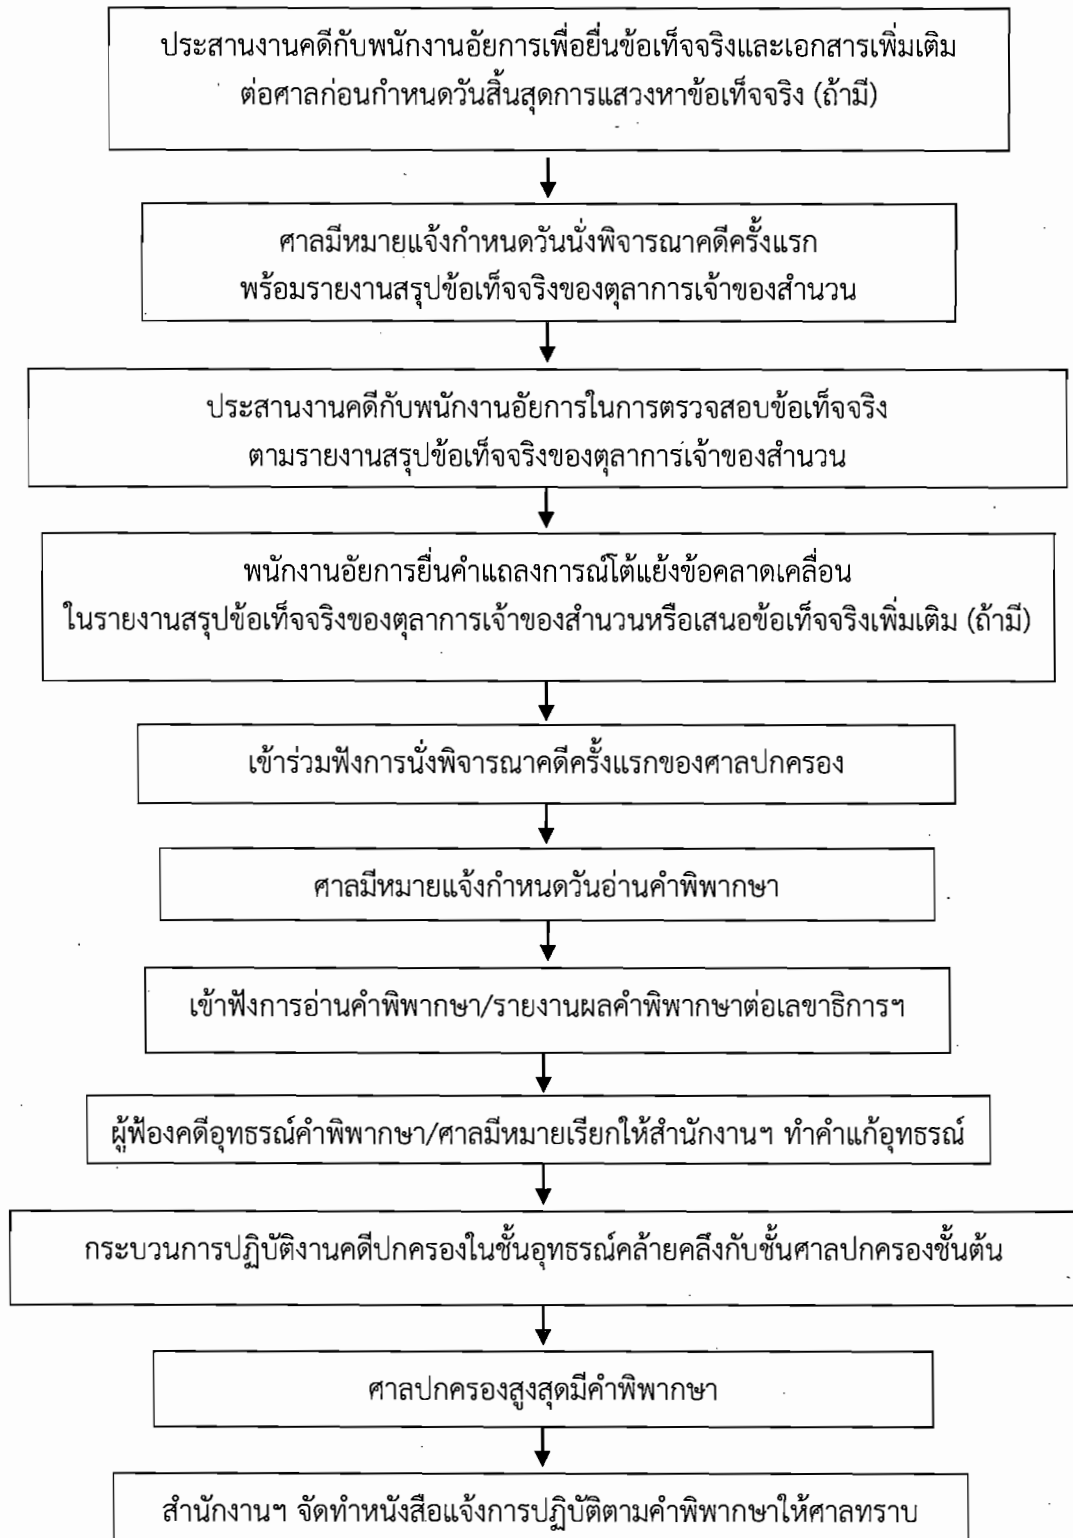 ประสานงานคดีกับพนักงานอัยการเพื่อยื่นข้อเท็จจริงและเอกสารเพิ่มเติม
ต่อศาลก่อนกำหนดวันสิ้นสุดการแสวงหาข้อเท็จจริง (ถ้ามี)
ศาลมีหมายแจ้งกำหนดวันนั่งพิจารณาคดีครั้งแรก
พร้อมรายงานสรุปข้อเท็จจริงของตุลาการเจ้าของสำนวน
ประสานงานคดีกับพนักงานอัยการในการตรวจสอบข้อเท็จจริง
ตามรายงานสรุปข้อเท็จจริงของตุลาการเจ้าของสำนวน
พนักงานอัยการยื่นคำแถลงการณ์โต้แย้งข้อคลาดเคลื่อน
ในรายงานสรุปข้อเท็จจริงของตุลาการเจ้าของสำนวนหรือเสนอข้อเท็จจริงเพิ่มเติม (ถ้ามี)
เข้าร่วมฟังการนั่งพิจารณาคดีครั้งแรกของศาลปกครอง
ศาลมีหมายแจ้งกำหนดวันอ่านคำพิพากษา
เข้าฟังการอ่านคำพิพากษา/รายงานผลคำพิพากษาต่อเลขาธิการฯ
ผู้ฟ้องคดีอุทธรณ์คำพิพากษา/ศาลมีหมายเรียกให้สำนักงานฯ ทำคำแก้อุทธรณ์
กระบวนการปฏิบัติงานคดีปกครองในชั้นอุทธรณ์คล้ายคลึงกับชั้นศาลปกครองชั้นต้น
ศาลปกครองสูงสุดมีคำพิพากษา
สำนักงานฯ จัดทำหนังสือแจ้งการปฏิบัติตามคำพิพากษาให้ศาลทราบ